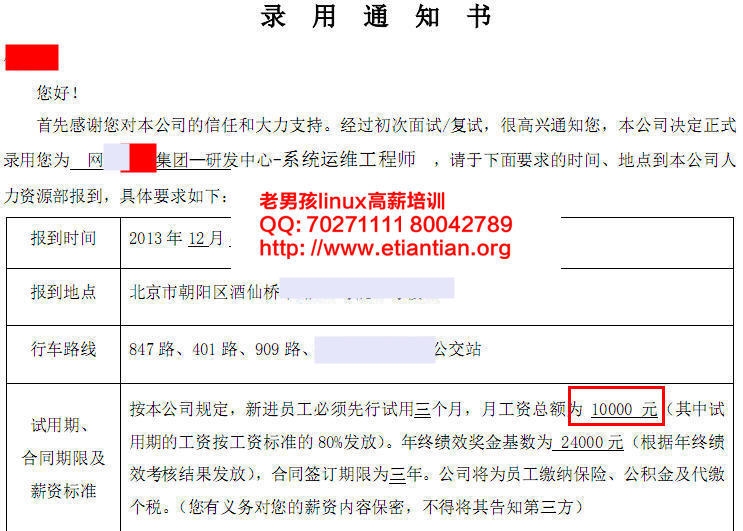 录用通知书
您好！
首先感谢您对本公司的信任和大力支持。经过初次面试/复试，很高兴通知您，本公司决定正式
录用您为 网 集团—研发中心-系统运维工程师 ，请于下面要求的时间、地点到本公司人
力资源部报到，具体要求如下：
老男孩linux高薪培训
QQ: 70271111 80042789
http: //www.etiantian.org
报到时间 2013 年 12 月
报到地点 北京市朝阳区酒仙桥
行车路线 847 路、401 路、909 路、 公交站
试用期、
合同期限及
薪资标准
按本公司规定，新进员工必须先行试用三个月，月工资总额为 10000 元（其中试
用期的工资按工资标准的 80%发放）。年终绩效奖金基数为 24000 元（根据年终绩
效考核结果发放），合同签订期限为三年。公司将为员工缴纳保险、公积金及代缴
个税。（您有义务对您的薪资内容保密，不得将其告知第三方）